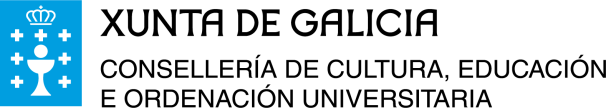 XUNTA DE GALICIA
CONSELLERÍA DE CULTURA, EDUCACIÓN
E ORDENACIÓN UNIVERSITARIA